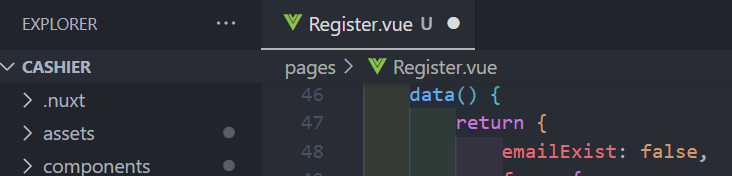 EXPLORER ···
Register.vue U
CASHIER
pages > Register.vue
.nuxt
assets
components
46 data() {
47 return {
48 emailExist: false,